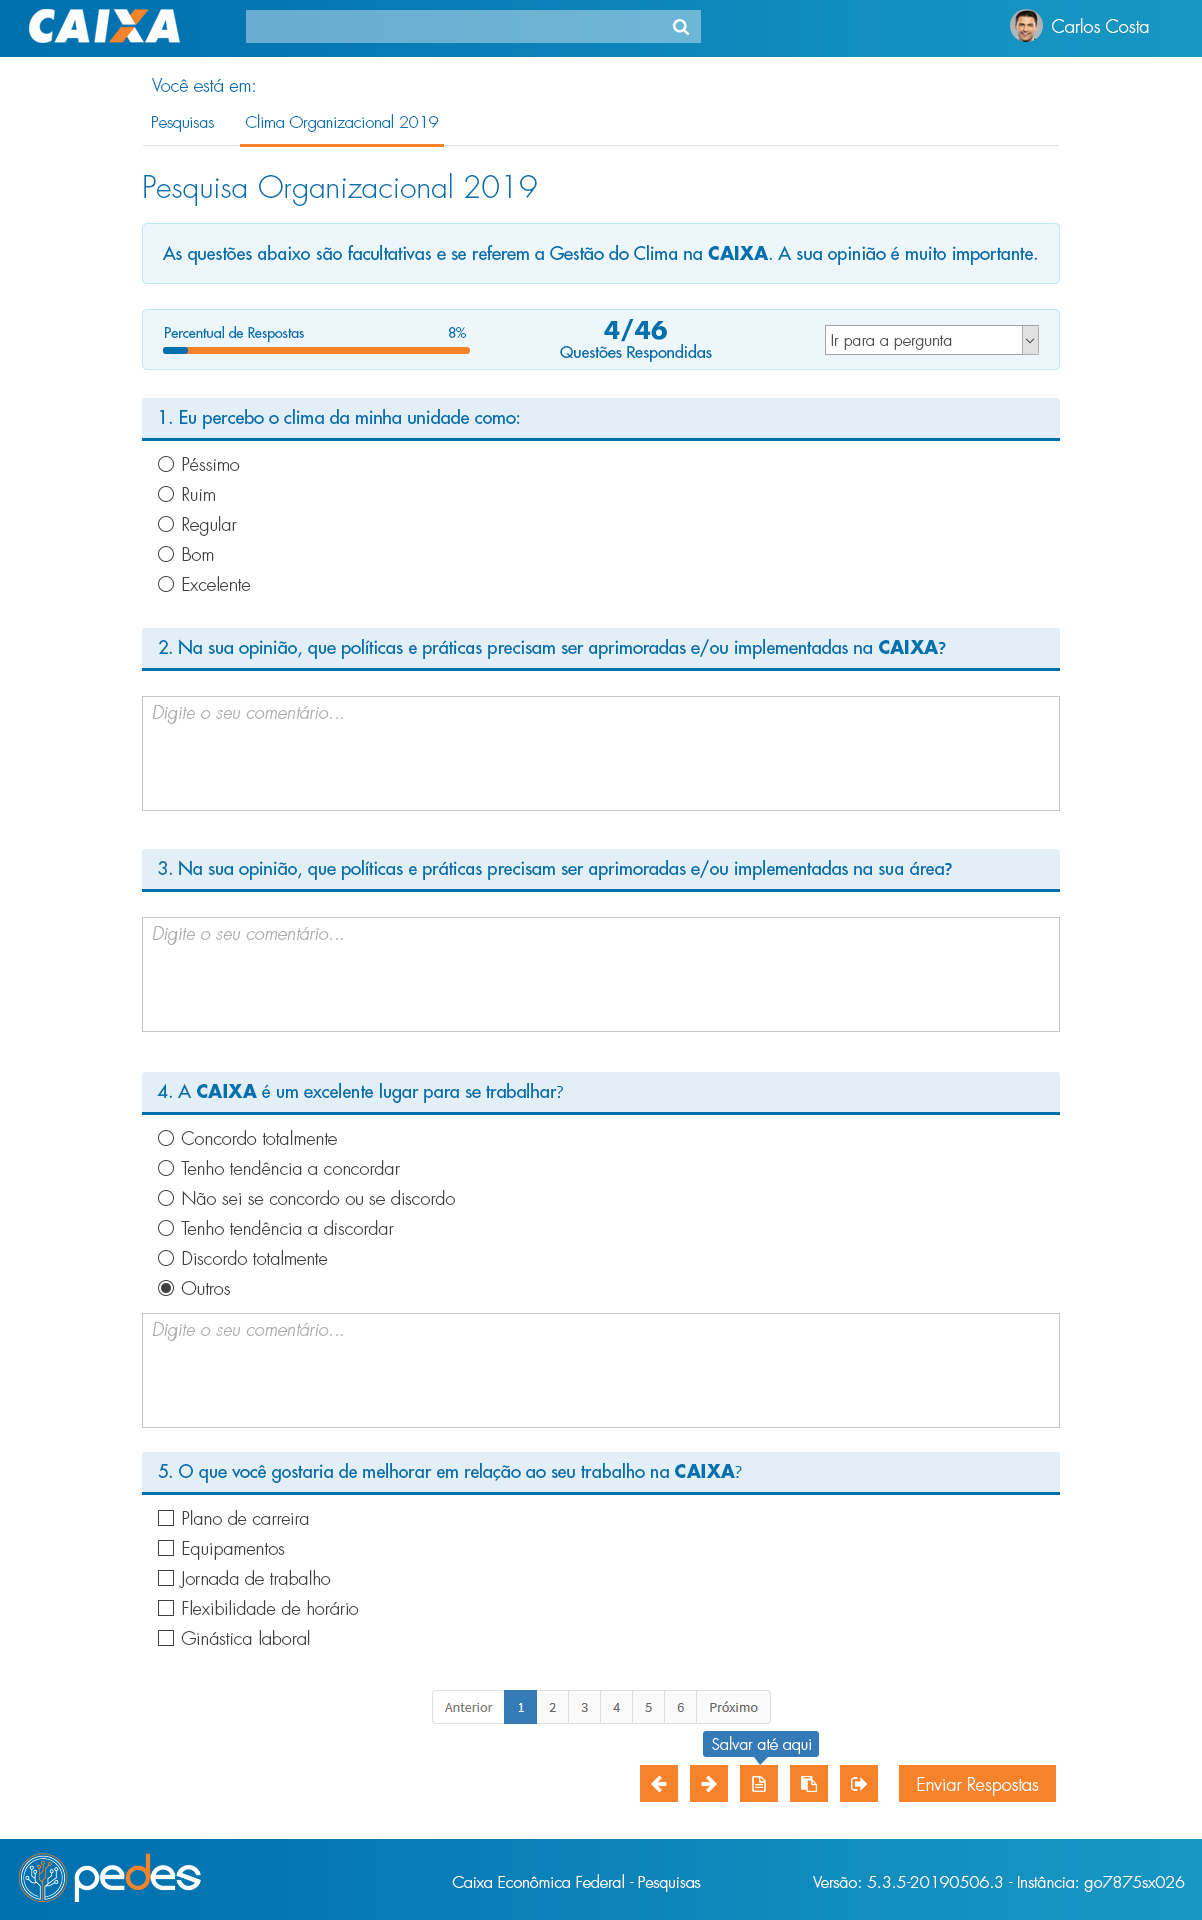 CAIXA
Carlos Costa
Você está em:
Pesquisas Clima Organizacional 2019
Pesquisa Organizacional 2019
As questões abaixo são facultativas e se referem a Gestão do Clima na CAIXA. A sua opinião é muito importante.
Percentual de Respostas 8%
4/46
Questões Respondidas
Ir para a pergunta
1. Eu percebo o clima da minha unidade como:
Péssimo
Ruim
Regular
Bom
Excelente
2. Na sua opinião, que políticas e práticas precisam ser aprimoradas e/ou implementadas na CAIXA?
Digite o seu comentário...
3. Na sua opinião, que políticas e práticas precisam ser aprimoradas e/ou implementadas na sua área?
Digite o seu comentário...
4. A CAIXA é um excelente lugar para se trabalhar?
Concordo totalmente
Tenho tendência a concordar
Não sei se concordo ou se discordo
Tenho tendência a discordar
Discordo totalmente
Outros
Digite o seu comentário...
5. O que você gostaria de melhorar em relação ao seu trabalho na CAIXA?
Plano de carreira
Equipamentos
Jornada de trabalho
Flexibilidade de horário
Ginástica laboral
Anterior 1 2 3 4 5 6 Próximo
Salvar até aqui
Enviar Respostas
pedes
Caixa Econômica Federal - Pesquisas
Versão: 5.3.5-20190506.3 - Instância: go7875sx026